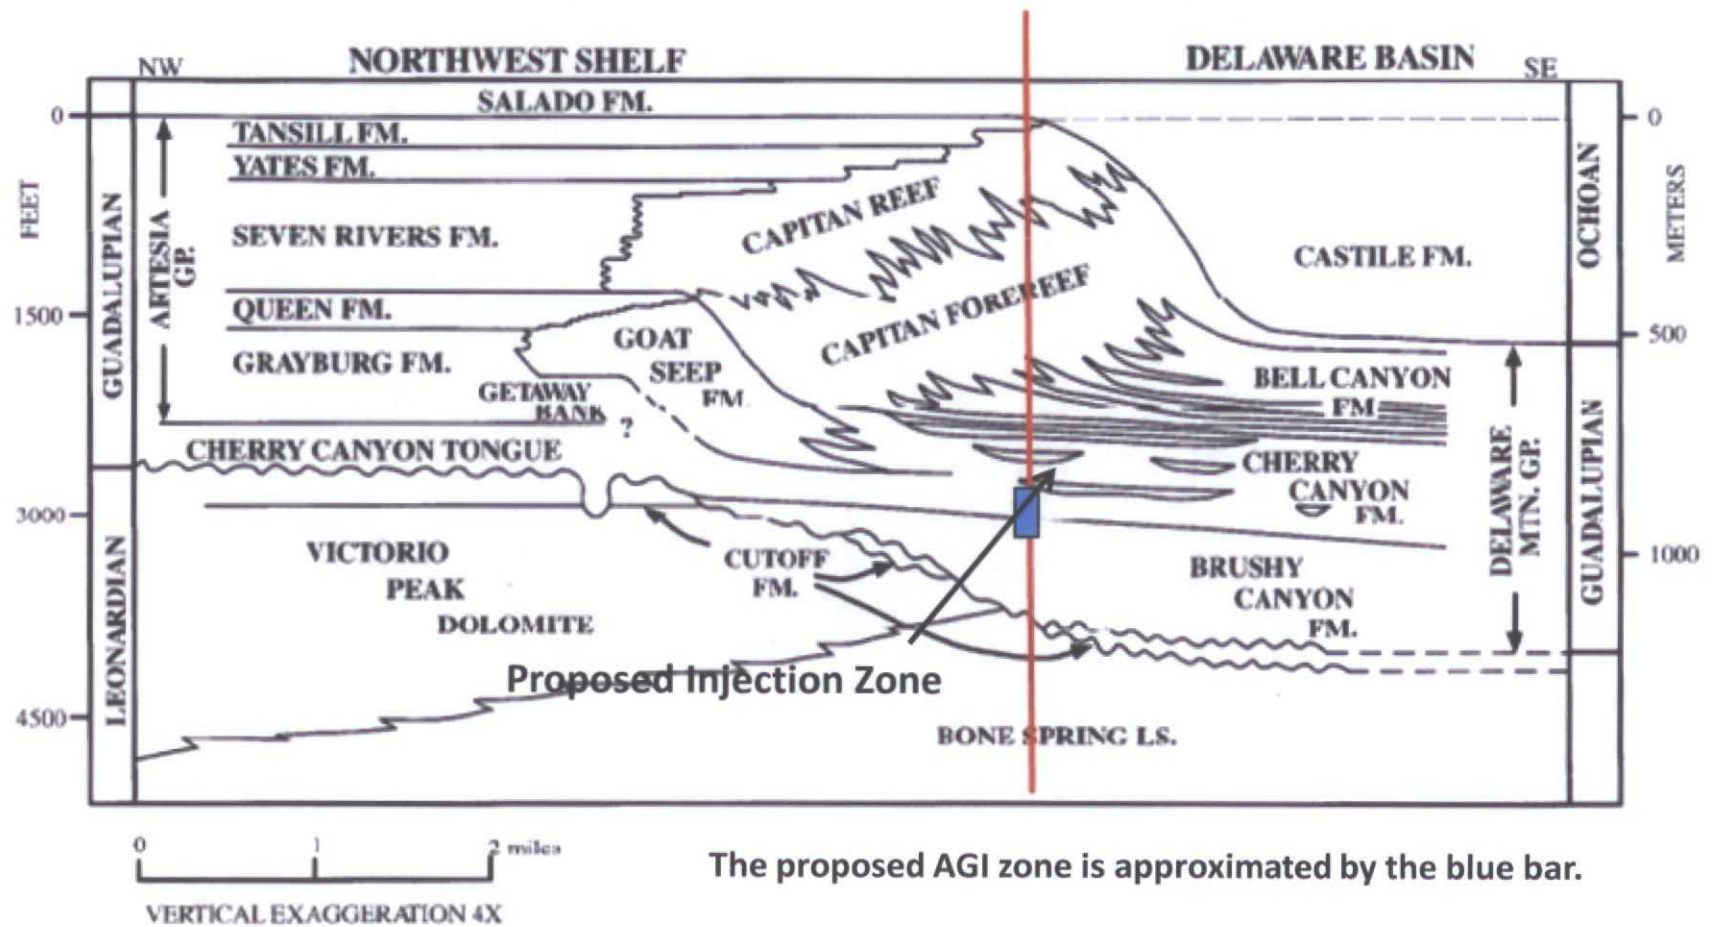 NORTHWEST SHELF
DELAWARE BASIN
NW
SE
SALADO FM.
0
0
TANSILL FM.
YATES FM.
FEET
GUADALUPIAN
AFTESIA
GP.
SEVEN RIVERS FM.
CAPITAN REEF
CASTILE FM.
OCHOAN
METERS
CAPITAN FOREREEF
QUEEN FM.
1500
500
GOAT
SEEP
FM.
GRAYBURG FM.
GETAWAY
BANK
?
BELL CANYON
FM
CHERRY CANYON TONGUE
CHERRY
CANYON
FM.
DELAWARE
MTN. GP.
GUADALUPIAN
3000
1000
LEONARDIAN
VICTORIO
PEAK
DOLOMITE
CUTOFF
FM.
BRUSHY
CANYON
FM.
Proposed Injection Zone
4500
BONE SPRING LS.
0
1
2 miles
The proposed AGI zone is approximated by the blue bar.
VERTICAL EXAGGERATION 4X